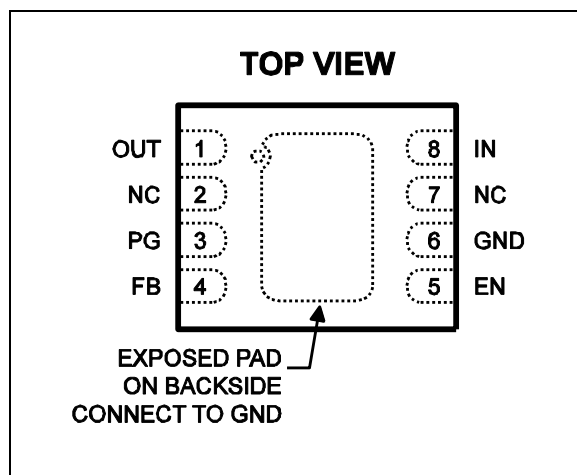 TOP VIEW
OUT 1 8 IN
NC 2 7 NC
PG 3 6 GND
FB 4 5 EN
EXPOSED PAD
ON BACKSIDE
CONNECT TO GND